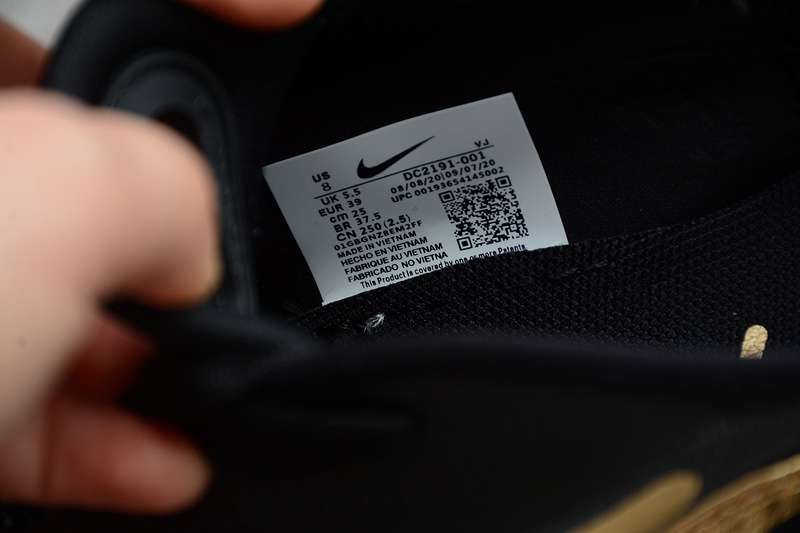 US
8
UK 5.5
EUR 39
cm 25
BR 37.5
CN 250 (2.5)
01GBGNZ8EM2FF
MADE IN VIETNAM
HECHO EN VIETNAM
FABRIQUE AU VIETNAM
FABRICADO NO VIETNA
This Product is covered by one or more Patents
VJ
DC2191-001
08/08/20|09/07/20
UPC 00193654145002